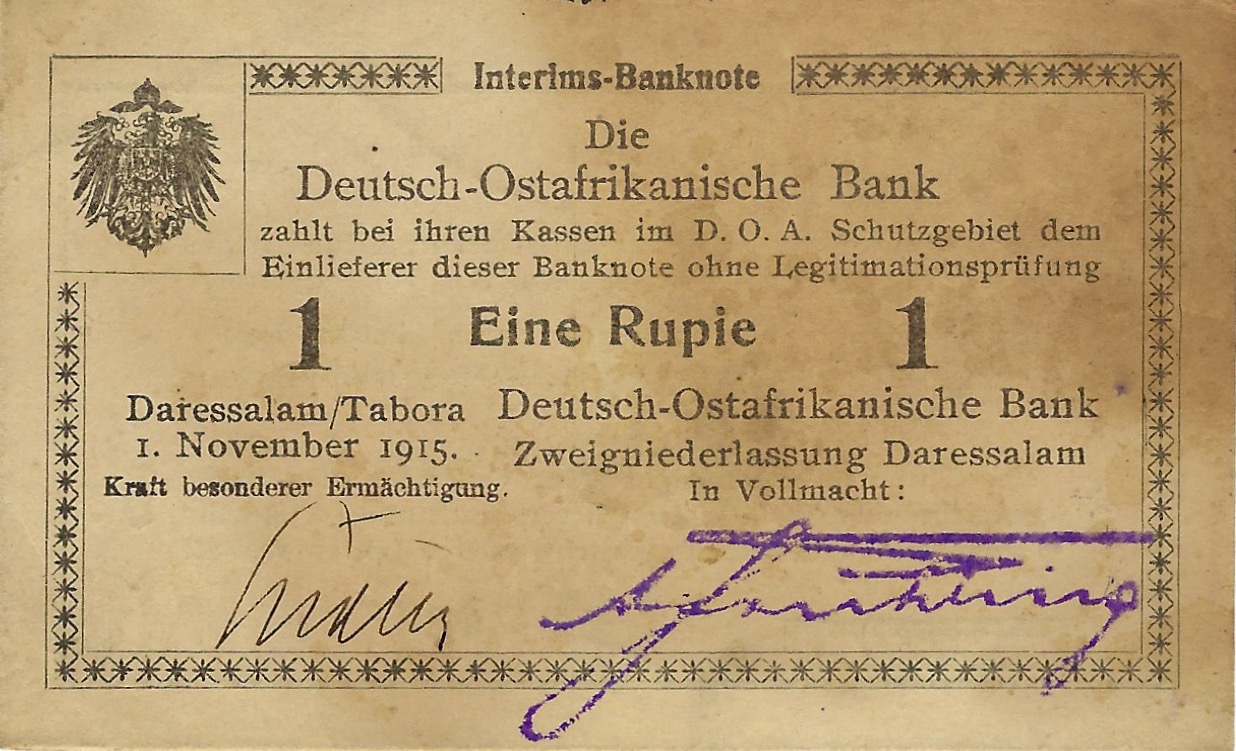 Interims-Banknote
Die
Deutsch-Ostafrikanische Bank
zahlt bei ihren Kassen im D. O. A. Schutzgebiet dem
Einlieferer dieser Banknote ohne Legitimationsprüfung
1 Eine Rupie 1
Daressalam/Tabora
1. November 1915.
Kraft besonderer Ermächtigung.
Deutsch-Ostafrikanische Bank
Zweigniederlassung Daressalam
In Vollmacht: